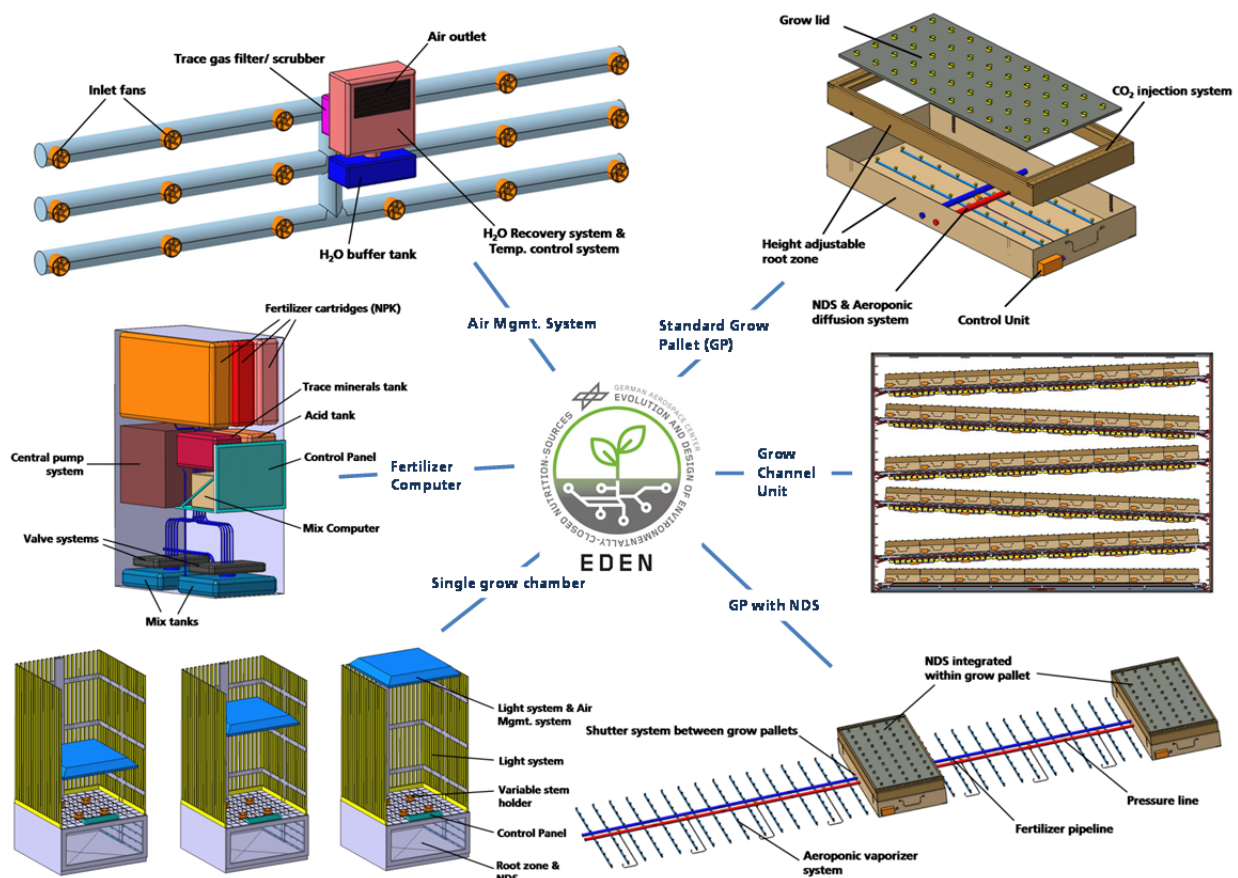 Air outlet
Trace gas filter/ scrubber
Inlet fans
H₂O buffer tank
H₂O Recovery system &
Temp. control system
Grow lid
CO₂ injection system
Height adjustable
root zone
NDS & Aeroponic
diffusion system
Control Unit
Air Mgmt. System
Standard Grow
Pallet (GP)
Fertilizer cartridges (NPK)
Trace minerals tank
Acid tank
Central pump
system
Control Panel
Mix Computer
Valve systems
Mix tanks
Fertilizer
Computer
GERMAN AEROSPACE CENTER
EVOLUTION AND DESIGN OF ENVIRONMENTALLY-CLOSED NUTRITION-SOURCES
EDEN
Grow
Channel
Unit
Single grow chamber
GP with NDS
Light system & Air
Mgmt. system
Light system
Variable stem
holder
Control Panel
Root zone &
NDS
NDS integrated
within grow pallet
Shutter system between grow pallets
Pressure line
Fertilizer pipeline
Aeroponic vaporizer
system